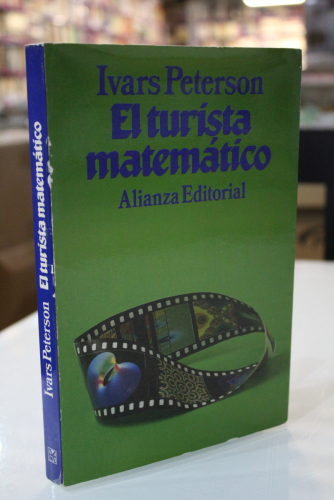 Ivars Peterson
El turista
matemático
Alianza Editorial
Ivars Peterson El turista matemático